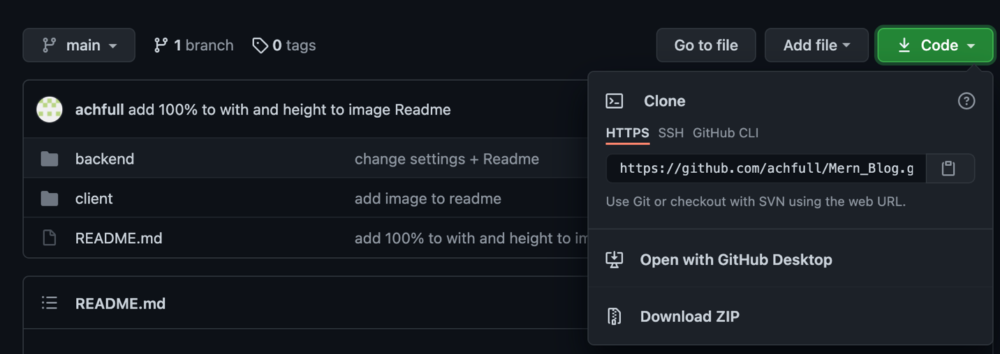 main
1 branch
0 tags
Go to file
Add file
Code
achfull add 100% to with and height to image Readme
backend
change settings + Readme
client
add image to readme
README.md
add 100% to with and height to im
README.md
Clone
HTTPS
SSH
GitHub CLI
https://github.com/achfull/Mern_Blog.g
Use Git or checkout with SVN using the web URL.
Open with GitHub Desktop
Download ZIP